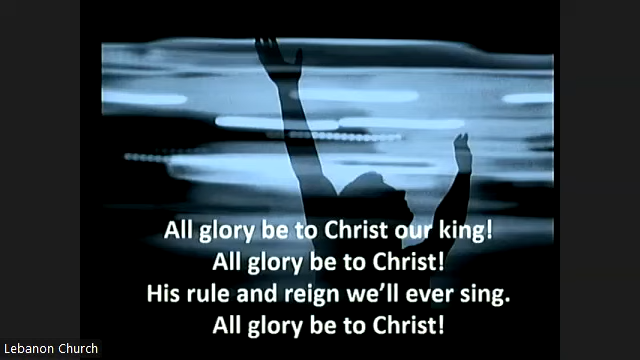 All glory be to Christ our king!
All glory be to Christ!
His rule and reign we'll ever sing.
All glory be to Christ!
Lebanon Church